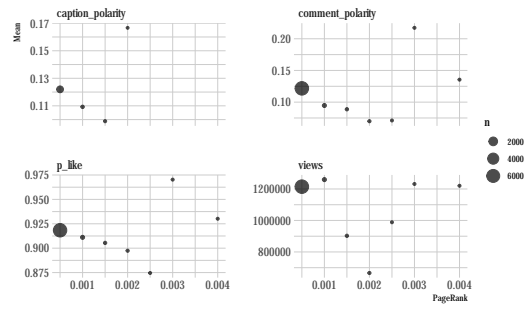 caption_polarity
comment_polarity
Mean
0.17
0.15
0.13
0.11
0.20
0.15
0.10
n
2000
4000
6000
p_like
views
0.975
0.950
0.925
0.900
0.875
1200000
1000000
800000
0.001 0.002 0.003 0.004
0.001 0.002 0.003 0.004
PageRank